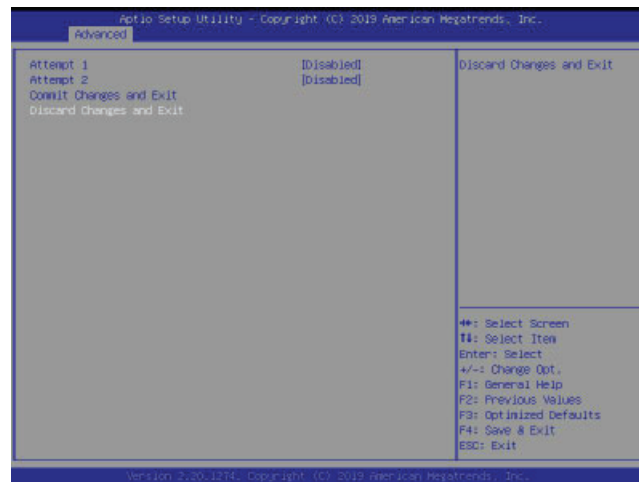 Aptio Setup Utility - Copyright (C) 2019 American Megatrends, Inc.
Advanced
Attempt 1 [Disabled]
Attempt 2 [Disabled]
Commit Changes and Exit
Discard Changes and Exit
Discard Changes and Exit
→←: Select Screen
↑↓: Select Item
Enter: Select
+/-: Change Opt.
F1: General Help
F2: Previous Values
F3: Optimized Defaults
F4: Save & Exit
ESC: Exit
Version 2.20.1274. Copyright (C) 2019 American Megatrends, Inc.